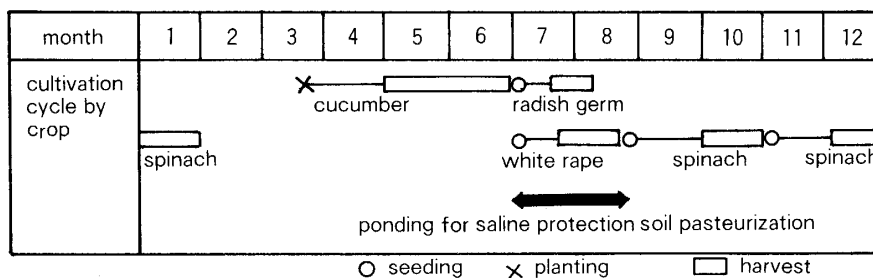 month 1 2 3 4 5 6 7 8 9 10 11 12
cultivation
cycle by
crop
cucumber radish germ
spinach white rape spinach spinach
ponding for saline protection soil pasteurization
seeding planting harvest